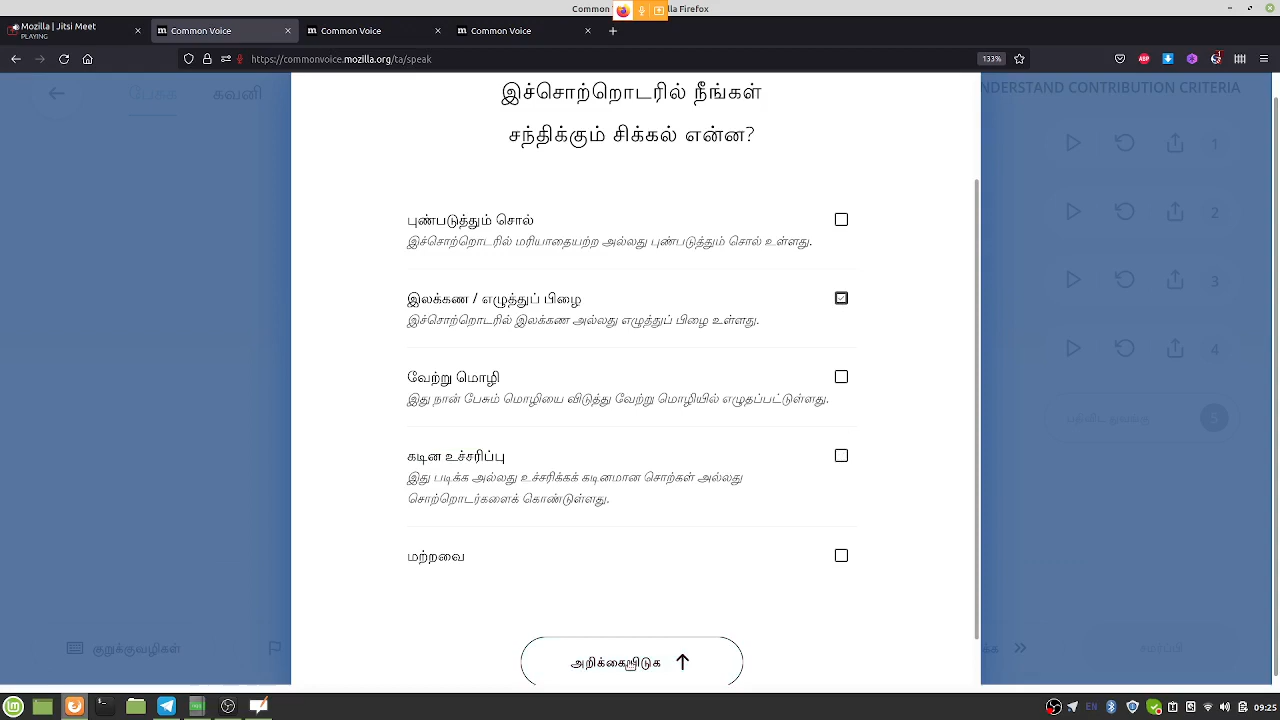 Mozilla Firefox
Mozilla | Jitsi Meet
PLAYING
Common Voice
Common Voice
Common Voice
https://commonvoice.mozilla.org/ta/speak
133%
பேசுக
கவனி
UNDERSTAND CONTRIBUTION CRITERIA
இச்சொற்றொடரில் நீங்கள்
சந்திக்கும் சிக்கல் என்ன?
1
புண்படுத்தும் சொல்
இச்சொற்றொடரில் மரியாதையற்ற அல்லது புண்படுத்தும் சொல் உள்ளது.
2
இலக்கண / எழுத்துப் பிழை
இச்சொற்றொடரில் இலக்கண அல்லது எழுத்துப் பிழை உள்ளது.
3
வேற்று மொழி
இது நான் பேசும் மொழியை விடுத்து வேற்று மொழியில் எழுதப்பட்டுள்ளது.
4
5
கடின உச்சரிப்பு
இது படிக்க அல்லது உச்சரிக்கக் கடினமான சொற்கள் அல்லது
சொற்றொடர்களைக் கொண்டுள்ளது.
மற்றவை
குறுக்குவழிகள்
அறிக்கையிடுக
EN
09:25